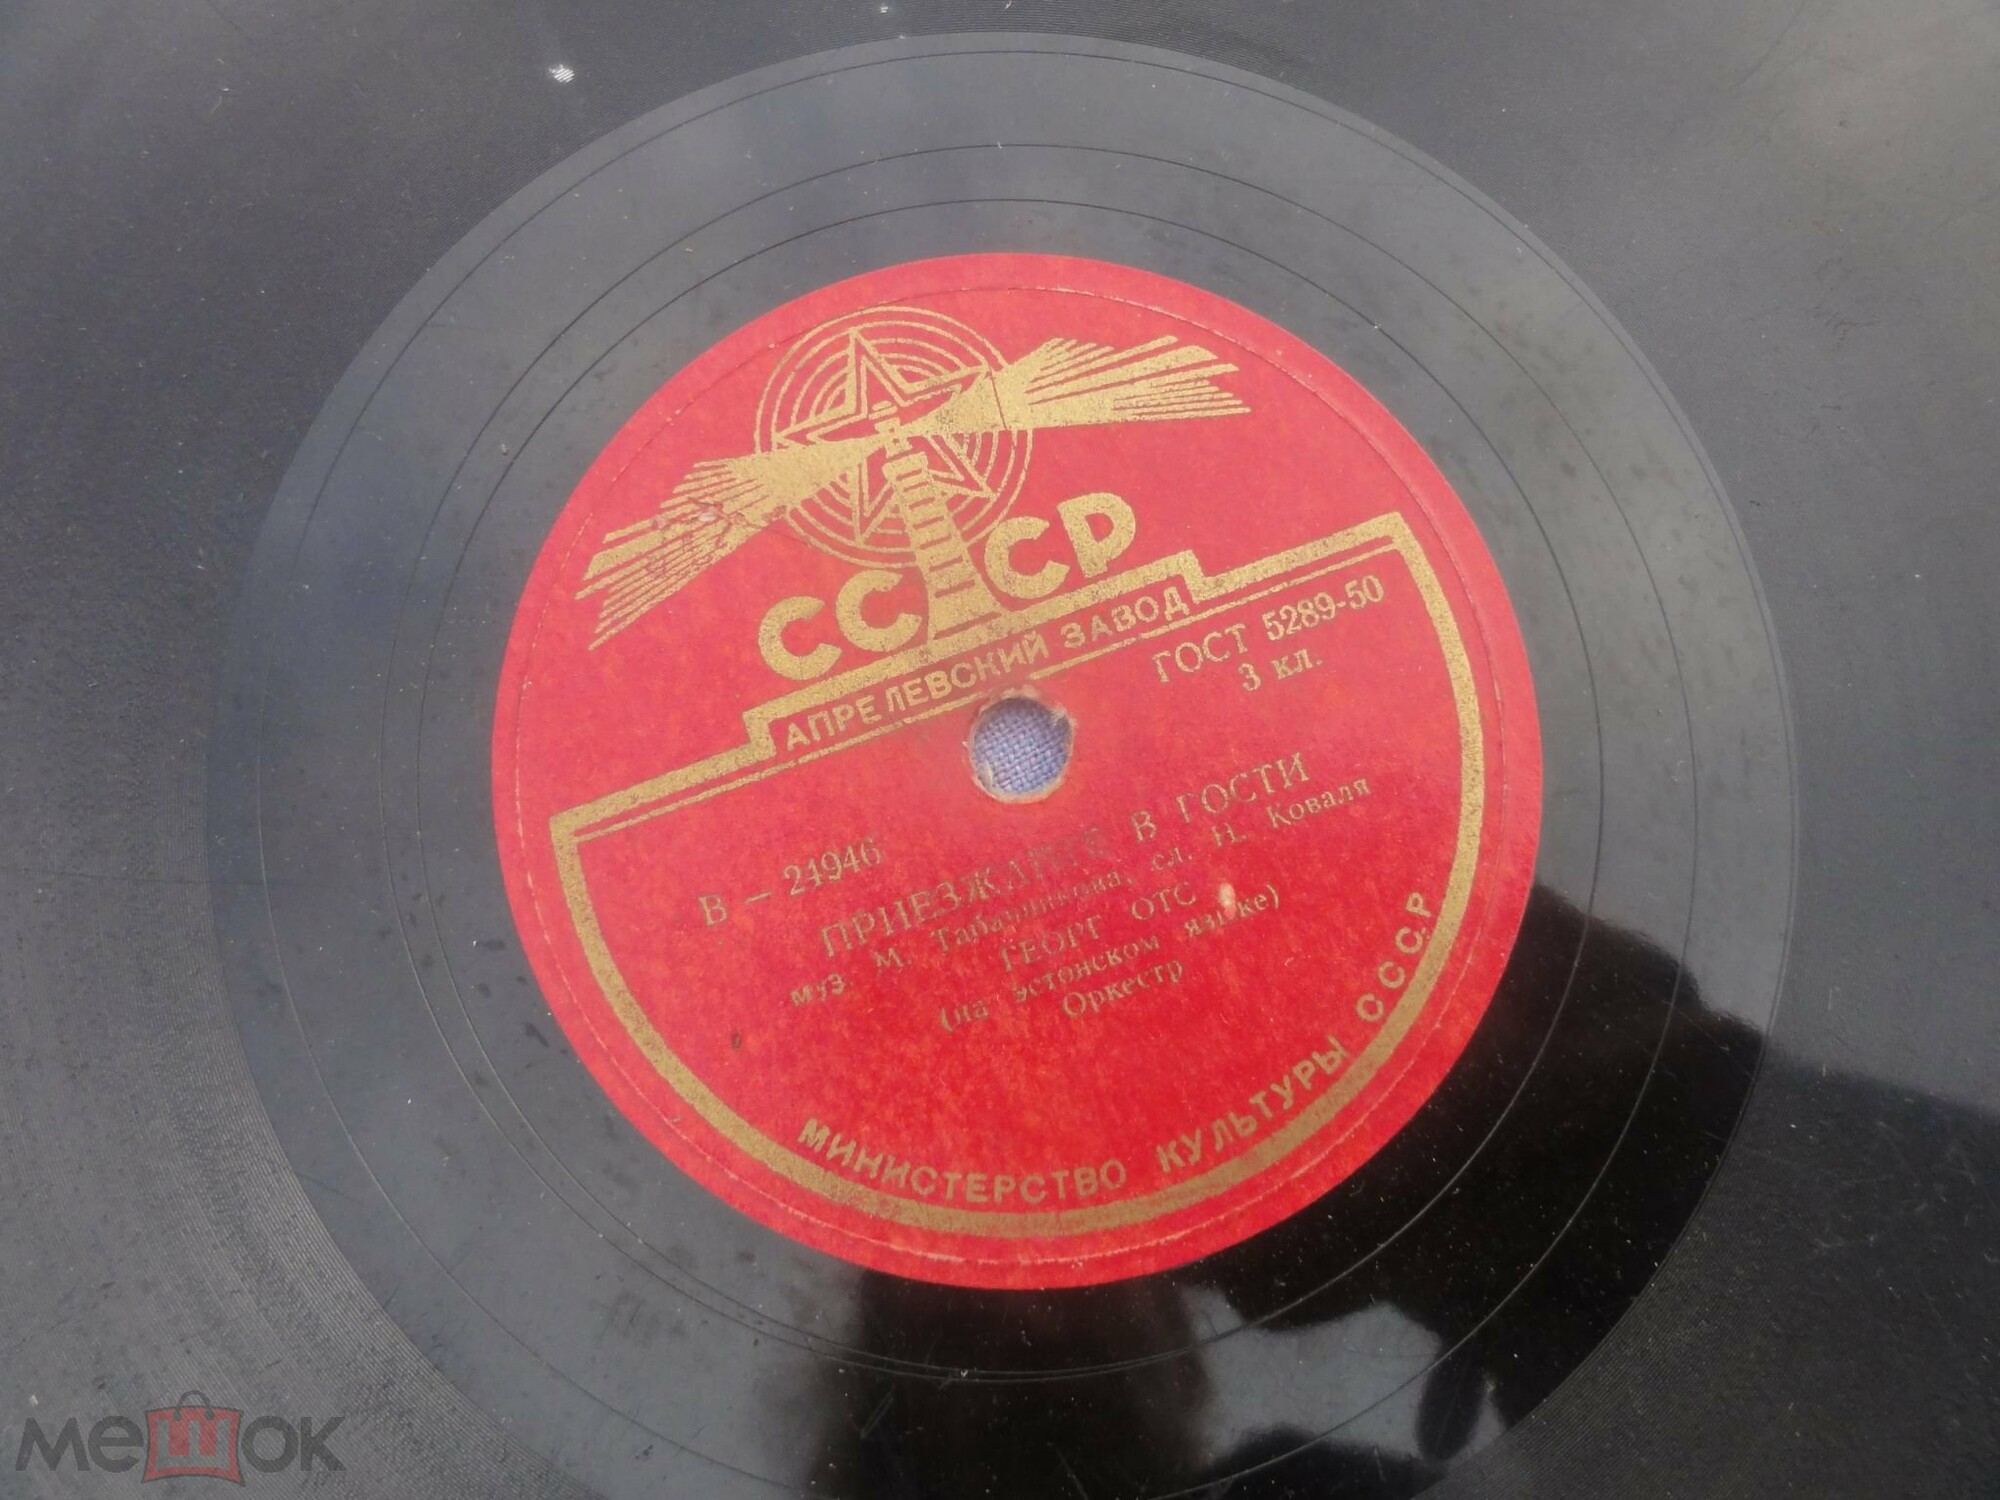 СССР
АПРЕЛЕВСКИЙ ЗАВОД
ГОСТ 5289-50
3 кл.
В — 24946
ПРИЕЗЖАЙТЕ В ГОСТИ
муз. М. Табачникова, сл. Н. Коваля
ГЕОРГ ОТС
(на эстонском языке)
Оркестр
МИНИСТЕРСТВО КУЛЬТУРЫ СССР
мешок